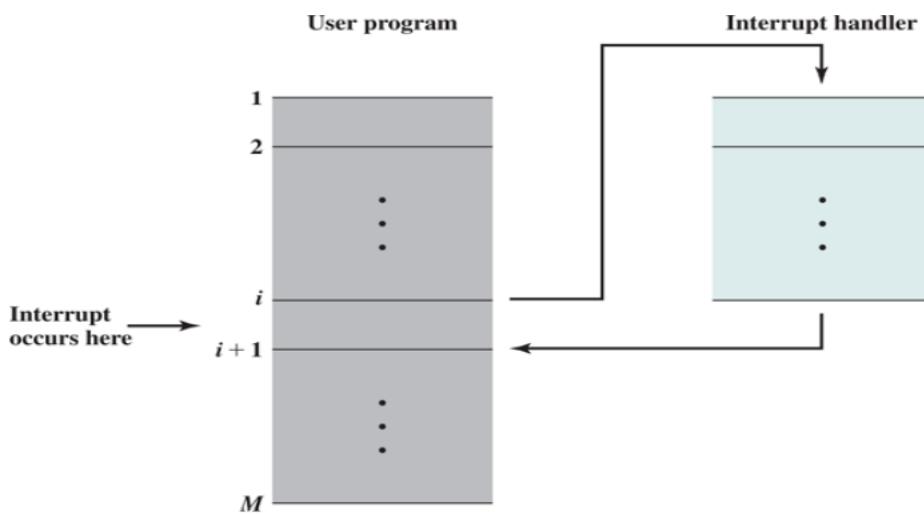 User program
Interrupt handler
1
2
i
Interrupt
occurs here
i + 1
M